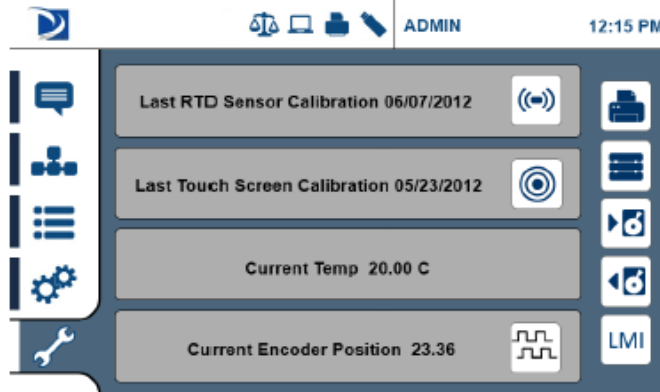 ADMIN
12:15 PM
Last RTD Sensor Calibration 06/07/2012
Last Touch Screen Calibration 05/23/2012
Current Temp 20.00 C
Current Encoder Position 23.36
LMI